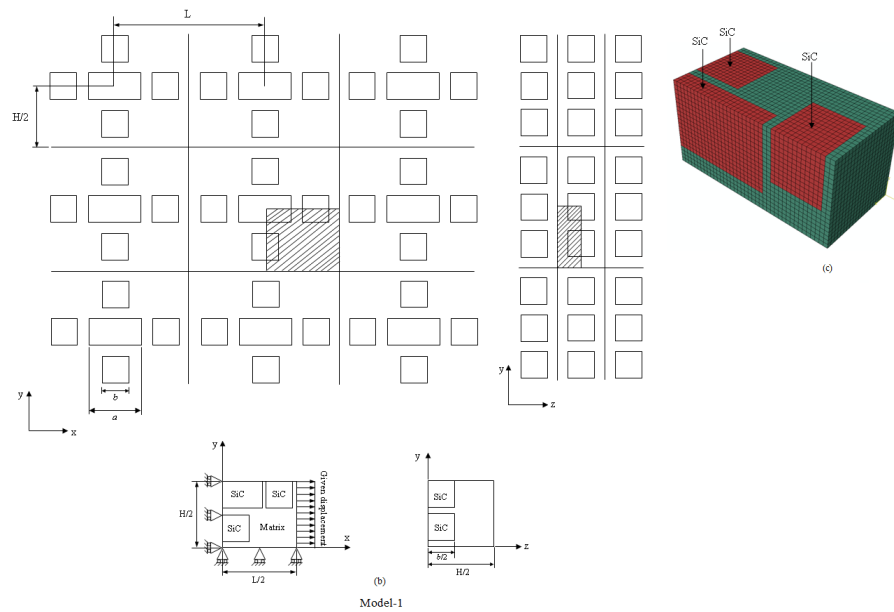 L
H/2
y
x
b
a
y
z
SiC
SiC
SiC
(c)
y
H/2
SiC
SiC
SiC
Matrix
Given displacement
x
L/2
(b)
y
SiC
SiC
b/2
z
H/2
Model-1